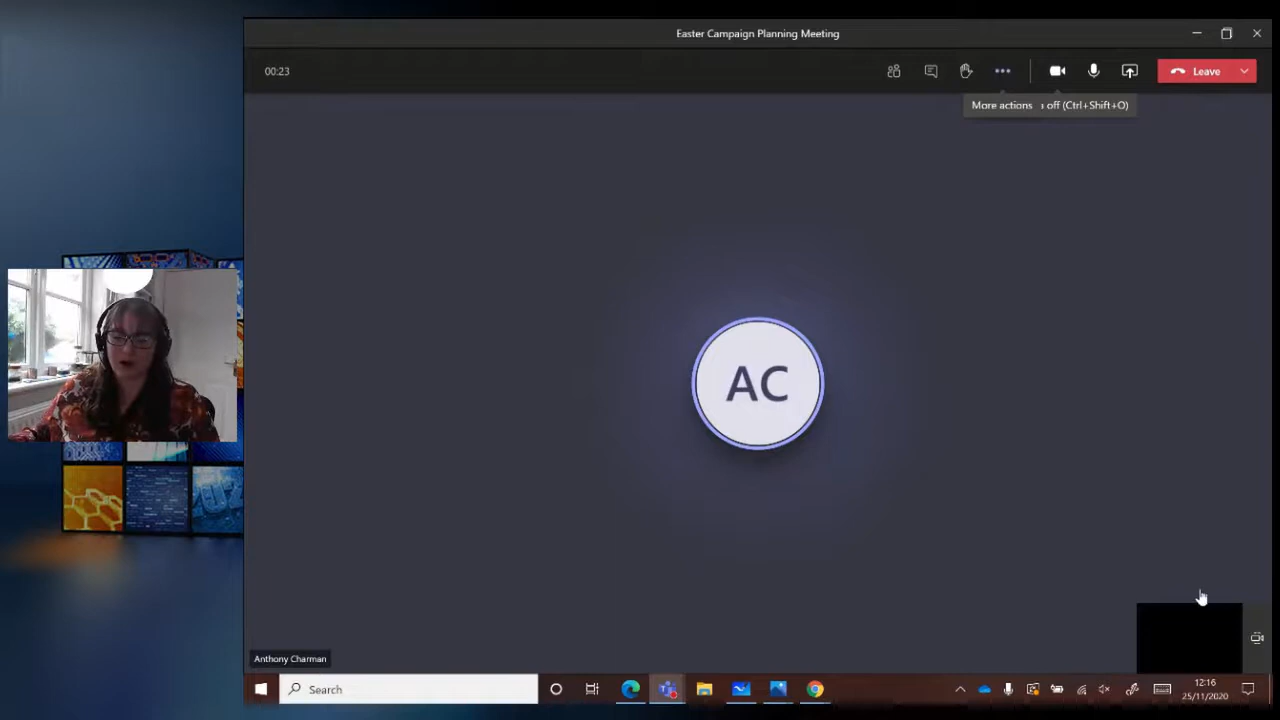 Easter Campaign Planning Meeting
00:23
Leave
More actions
off (Ctrl+Shift+O)
AC
Anthony Charman
Search
12:16
25/11/2020